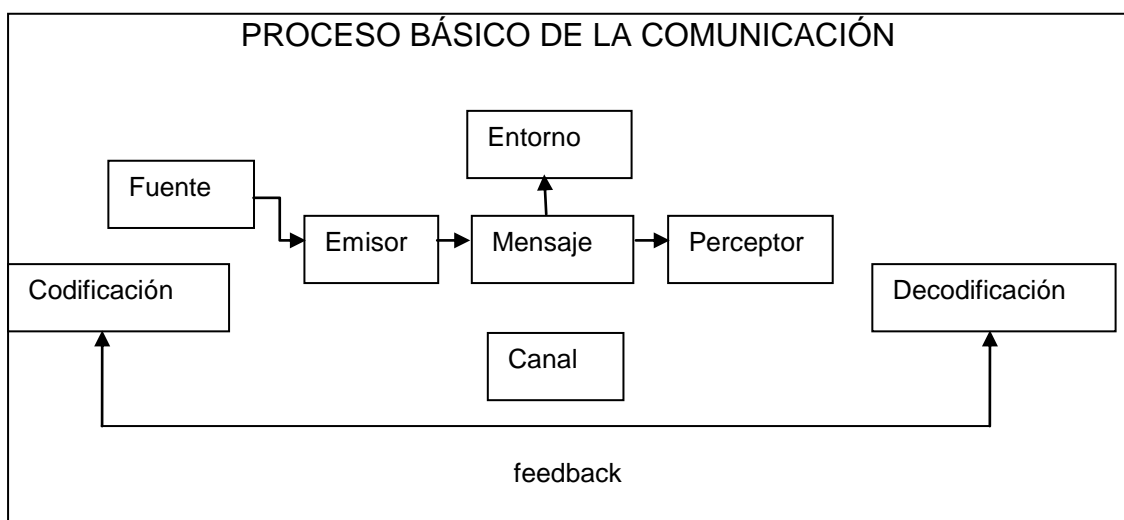 PROCESO BÁSICO DE LA COMUNICACIÓN
Entorno
Fuente
Emisor
Mensaje
Perceptor
Codificación
Decodificación
Canal
feedback